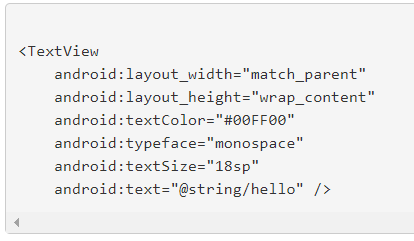 <TextView
    android:layout_width="match_parent"
    android:layout_height="wrap_content"
    android:textColor="#00FF00"
    android:typeface="monospace"
    android:textSize="18sp"
    android:text="@string/hello" />